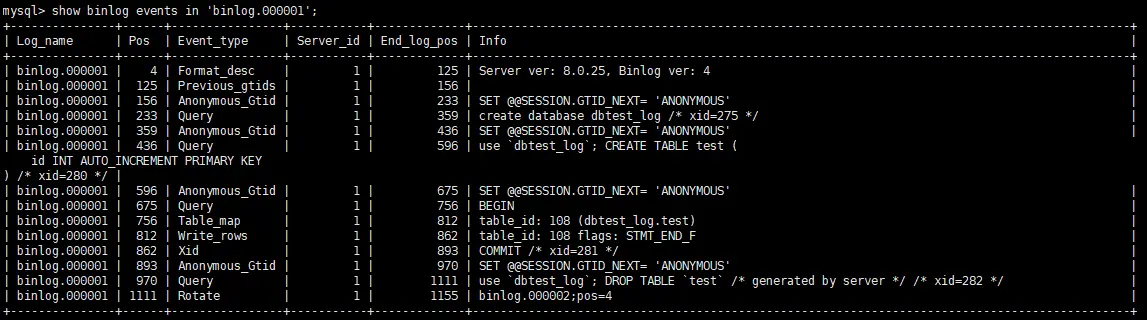 mysql> show binlog events in 'binlog.000001';
+---------------+------+----------------+-----------+-------------+--------------------------------------------------------------------------------------+
| Log_name | Pos | Event_type | Server_id | End_log_pos | Info |
+---------------+------+----------------+-----------+-------------+--------------------------------------------------------------------------------------+
| binlog.000001 | 4 | Format_desc | 1 | 125 | Server ver: 8.0.25, Binlog ver: 4 |
| binlog.000001 | 125 | Previous_gtids | 1 | 156 | |
| binlog.000001 | 156 | Anonymous_Gtid | 1 | 233 | SET @@SESSION.GTID_NEXT= 'ANONYMOUS' |
| binlog.000001 | 233 | Query | 1 | 359 | create database dbtest_log /* xid=275 */ |
| binlog.000001 | 359 | Anonymous_Gtid | 1 | 436 | SET @@SESSION.GTID_NEXT= 'ANONYMOUS' |
| binlog.000001 | 436 | Query | 1 | 596 | use `dbtest_log`; CREATE TABLE test (
id INT AUTO_INCREMENT PRIMARY KEY
) /* xid=280 */ |
| binlog.000001 | 596 | Anonymous_Gtid | 1 | 675 | SET @@SESSION.GTID_NEXT= 'ANONYMOUS' |
| binlog.000001 | 675 | Query | 1 | 756 | BEGIN |
| binlog.000001 | 756 | Table_map | 1 | 812 | table_id: 108 (dbtest_log.test) |
| binlog.000001 | 812 | Write_rows | 1 | 862 | table_id: 108 flags: STMT_END_F |
| binlog.000001 | 862 | Xid | 1 | 893 | COMMIT /* xid=281 */ |
| binlog.000001 | 893 | Anonymous_Gtid | 1 | 970 | SET @@SESSION.GTID_NEXT= 'ANONYMOUS' |
| binlog.000001 | 970 | Query | 1 | 1111 | use `dbtest_log`; DROP TABLE `test` /* generated by server */ /* xid=282 */ |
| binlog.000001 | 1111 | Rotate | 1 | 1155 | binlog.000002;pos=4 |
+---------------+------+----------------+-----------+-------------+--------------------------------------------------------------------------------------+